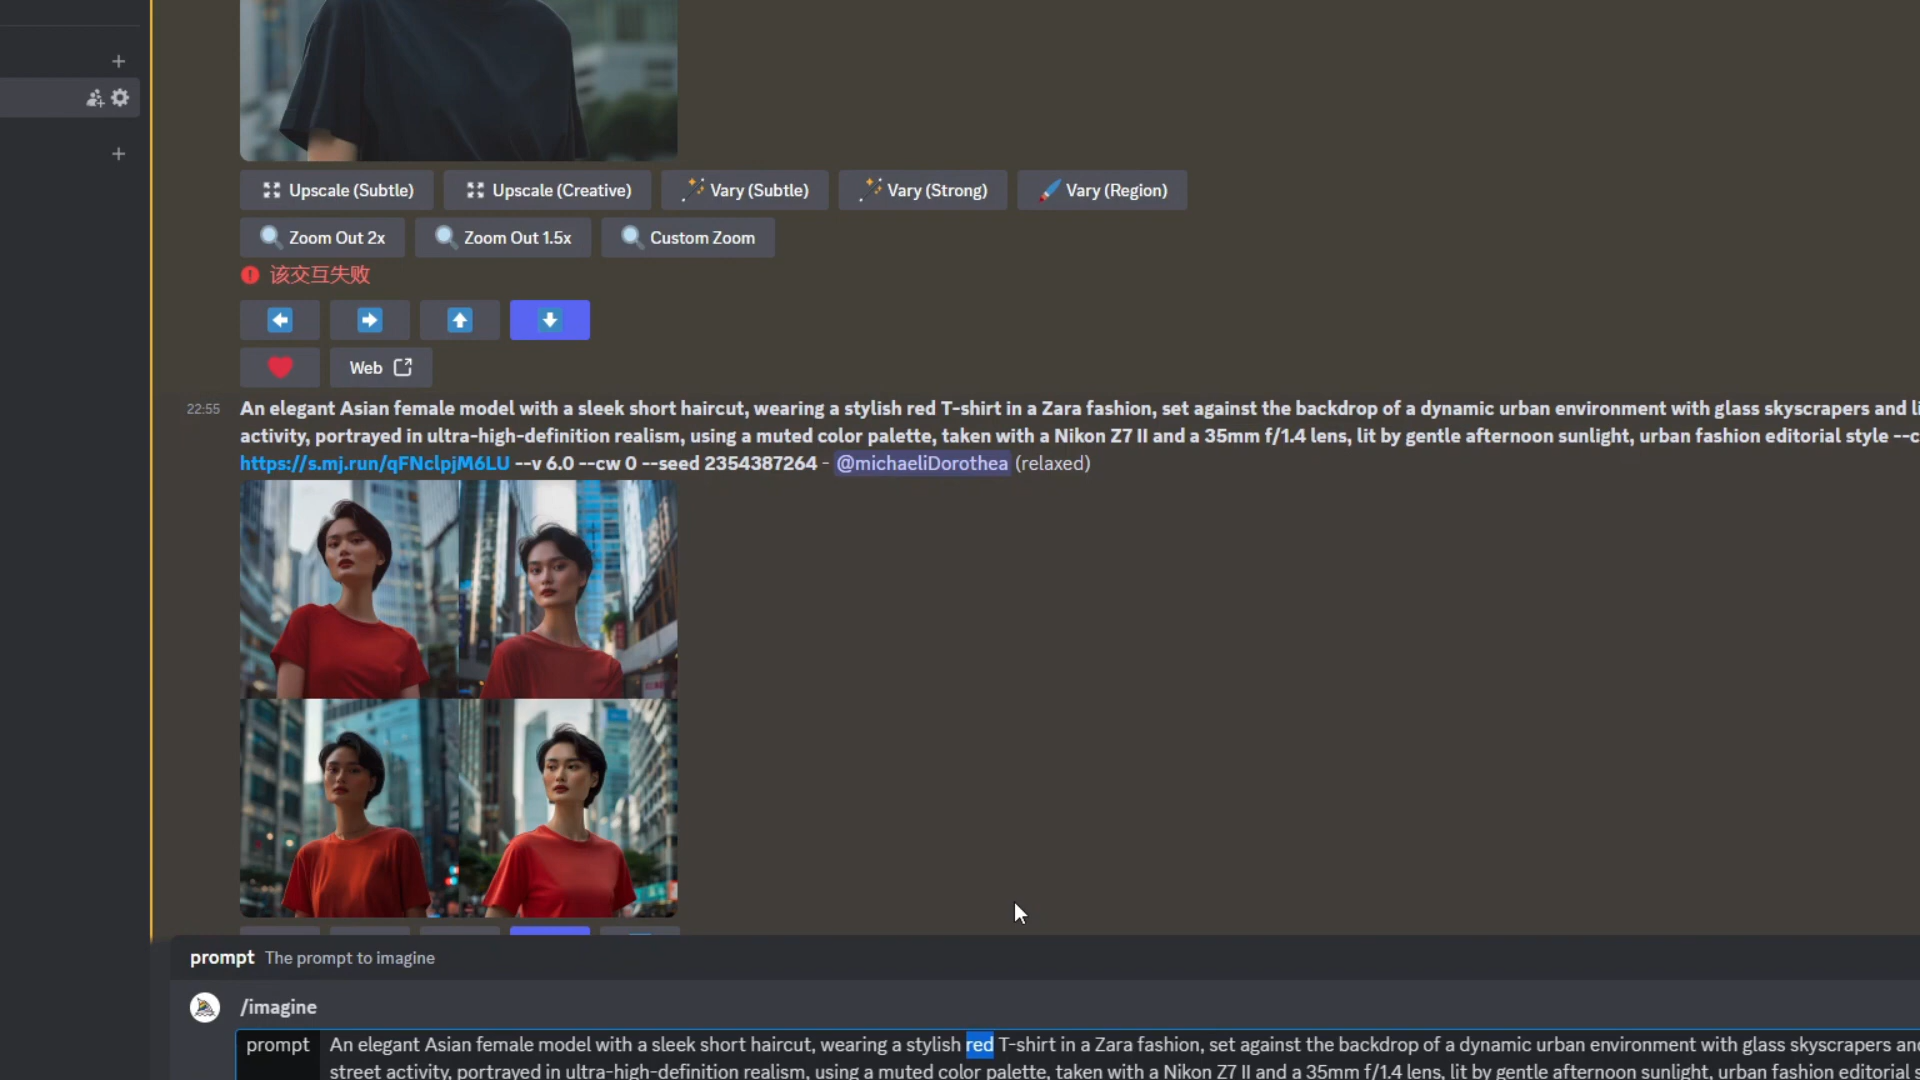 Upscale (Subtle) Upscale (Creative) Vary (Subtle) Vary (Strong) Vary (Region)
Zoom Out 2x Zoom Out 1.5x Custom Zoom
该交互失败
Web
22:55 An elegant Asian female model with a sleek short haircut, wearing a stylish red T-shirt in a Zara fashion, set against the backdrop of a dynamic urban environment with glass skyscrapers and li
activity, portrayed in ultra-high-definition realism, using a muted color palette, taken with a Nikon Z7 II and a 35mm f/1.4 lens, lit by gentle afternoon sunlight, urban fashion editorial style --c
https://s.mj.run/qFNclpjM6LU --v 6.0 --cw 0 --seed 2354387264 - @michaeliDorothea (relaxed)
prompt The prompt to imagine
/imagine
prompt An elegant Asian female model with a sleek short haircut, wearing a stylish red T-shirt in a Zara fashion, set against the backdrop of a dynamic urban environment with glass skyscrapers an
street activity, portrayed in ultra-high-definition realism, using a muted color palette, taken with a Nikon Z7 II and a 35mm f/1.4 lens, lit by gentle afternoon sunlight, urban fashion editorial s